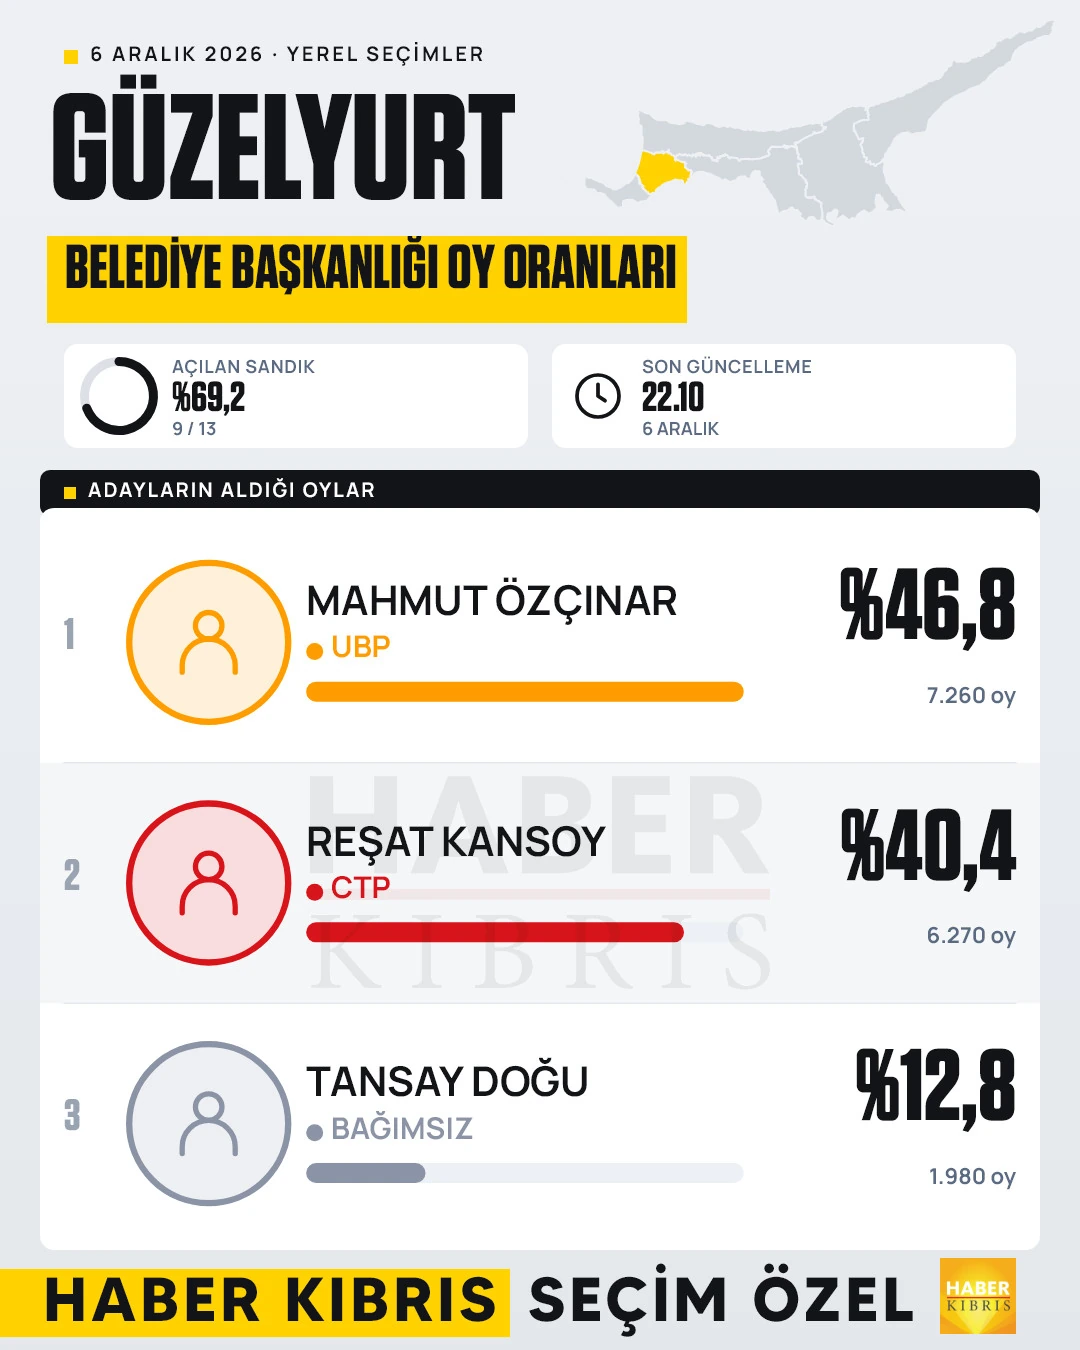 6 ARALIK 2026 · YEREL SEÇİMLER
GÜZELYURT
BELEDİYE BAŞKANLIĞI OY ORANLARI
AÇILAN SANDIK
%69,2
9 / 13
SON GÜNCELLEME
22.10
6 ARALIK
ADAYLARIN ALDIĞI OYLAR
1
MAHMUT ÖZÇINAR
UBP
%46,8
7.260 oy
HABER
KIBRIS
2
REŞAT KANSOY
CTP
%40,4
6.270 oy
3
TANSAY DOĞU
BAĞIMSIZ
%12,8
1.980 oy
HABER KIBRIS SEÇİM ÖZEL
HABER
KIBRIS